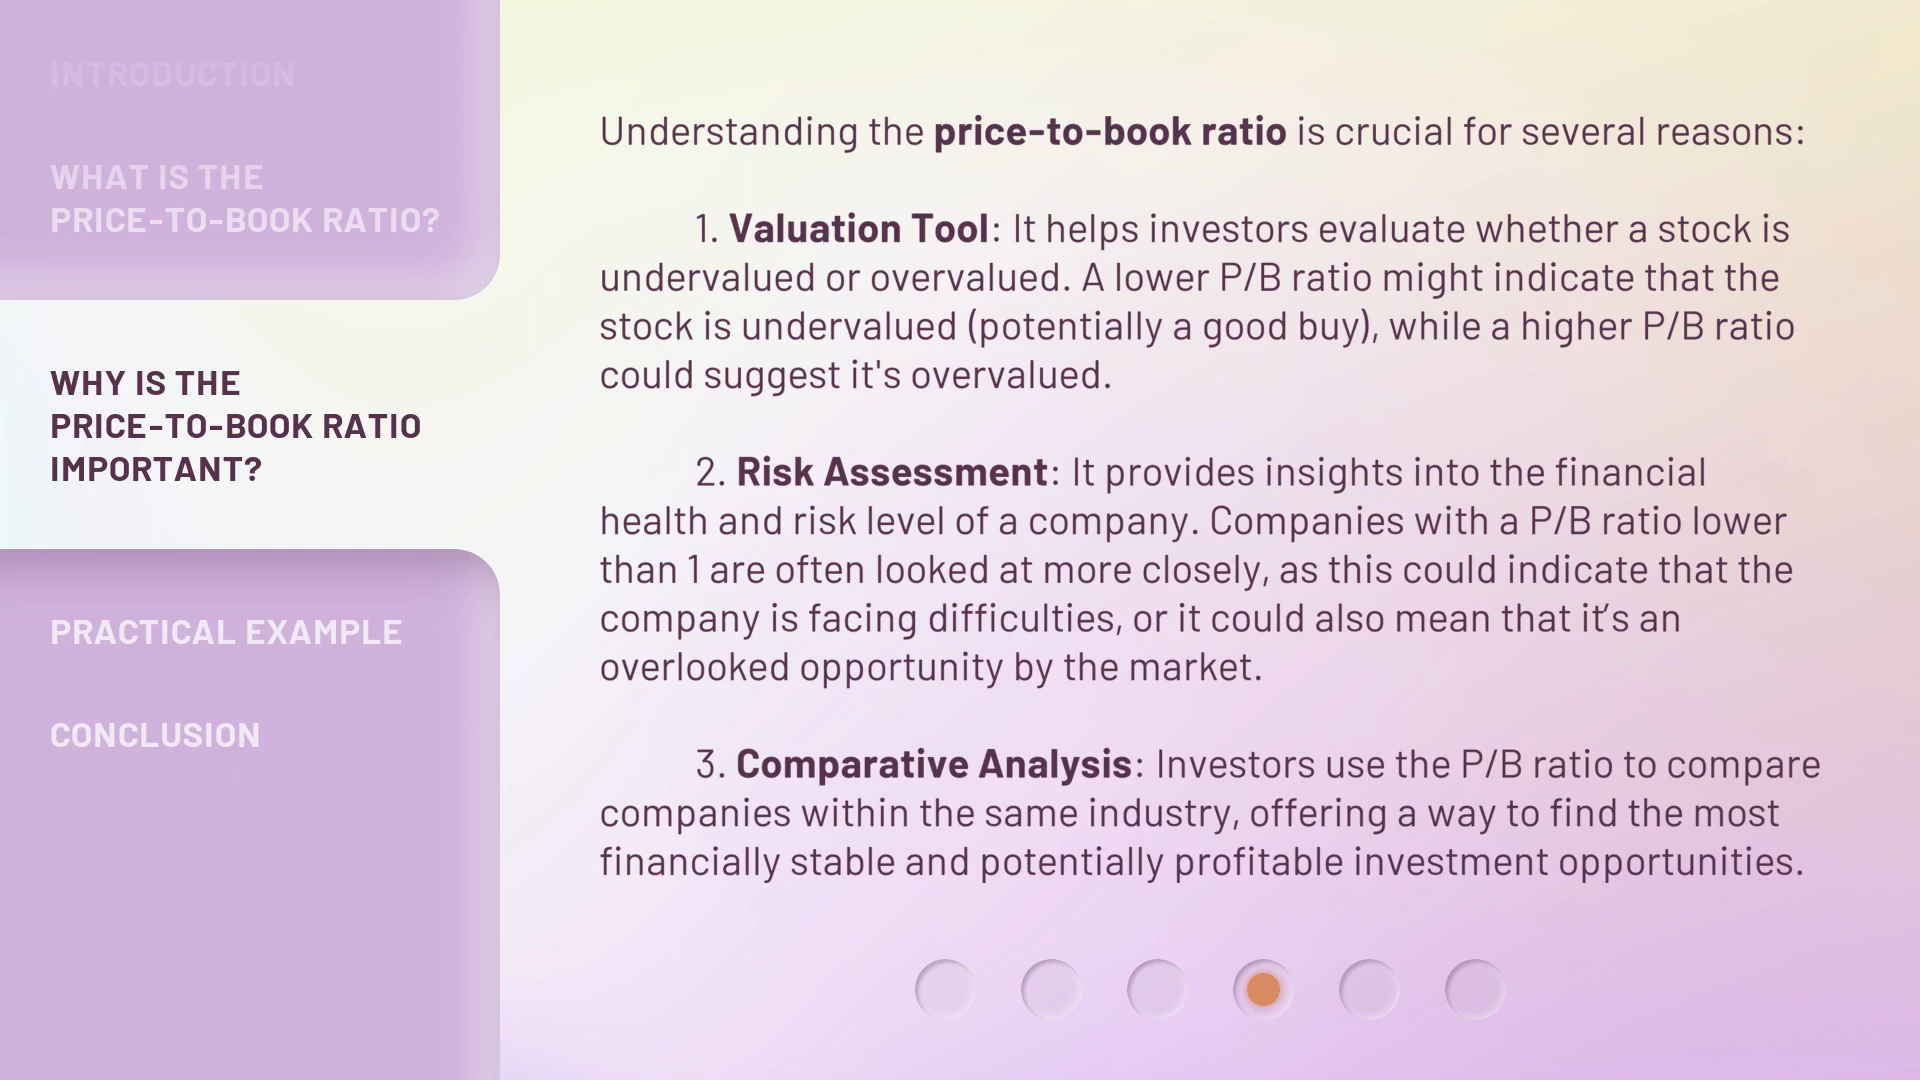 INTRODUCTION
WHAT IS THE
PRICE-TO-BOOK RATIO?
WHY IS THE
PRICE-TO-BOOK RATIO
IMPORTANT?
PRACTICAL EXAMPLE
CONCLUSION
Understanding the price-to-book ratio is crucial for several reasons:
1. Valuation Tool: It helps investors evaluate whether a stock is
undervalued or overvalued. A lower P/B ratio might indicate that the
stock is undervalued (potentially a good buy), while a higher P/B ratio
could suggest it's overvalued.
2. Risk Assessment: It provides insights into the financial
health and risk level of a company. Companies with a P/B ratio lower
than 1 are often looked at more closely, as this could indicate that the
company is facing difficulties, or it could also mean that it’s an
overlooked opportunity by the market.
3. Comparative Analysis: Investors use the P/B ratio to compare
companies within the same industry, offering a way to find the most
financially stable and potentially profitable investment opportunities.